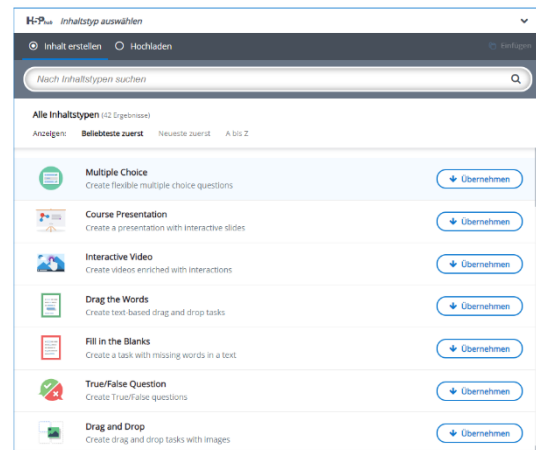 H-P hub Inhaltstyp auswählen
Inhalt erstellen Hochladen Einfügen
Nach Inhaltstypen suchen
Alle Inhaltstypen (42 Ergebnisse)
Anzeigen: Beliebteste zuerst Neueste zuerst A bis Z
Multiple Choice
Create flexible multiple choice questions
Übernehmen
Course Presentation
Create a presentation with interactive slides
Übernehmen
Interactive Video
Create videos enriched with interactions
Übernehmen
Drag the Words
Create text-based drag and drop tasks
Übernehmen
Fill in the Blanks
Create a task with missing words in a text
Übernehmen
True/False Question
Create True/False questions
Übernehmen
Drag and Drop
Create drag and drop tasks with images
Übernehmen